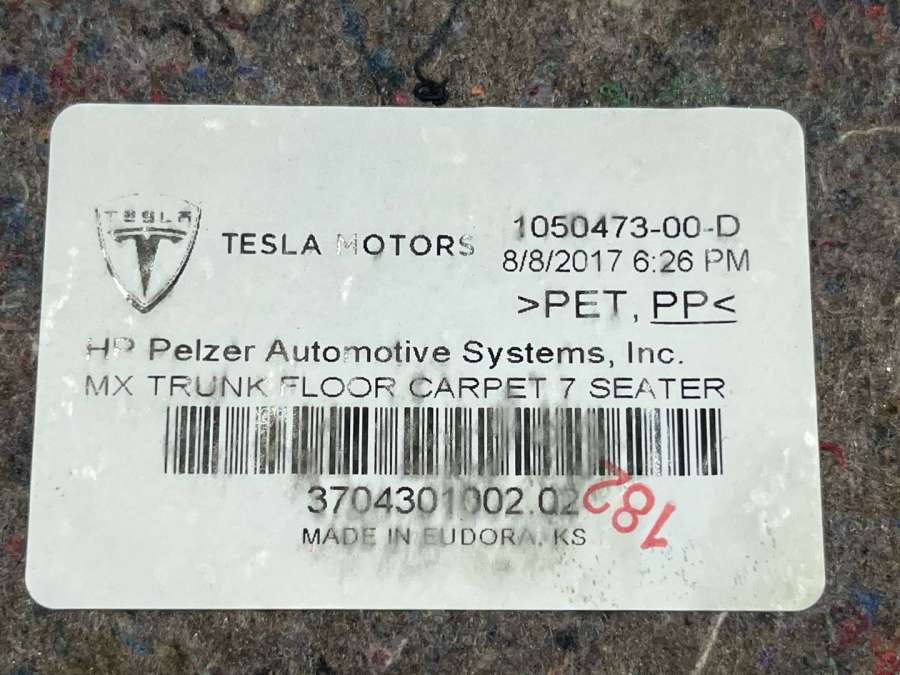 TESLA
TESLA MOTORS
1050473-00-D
8/8/2017 6:26 PM
>PET, PP<
HP Pelzer Automotive Systems, Inc.
MX TRUNK FLOOR CARPET 7 SEATER
3704301002.02
182
MADE IN EUDORA, KS